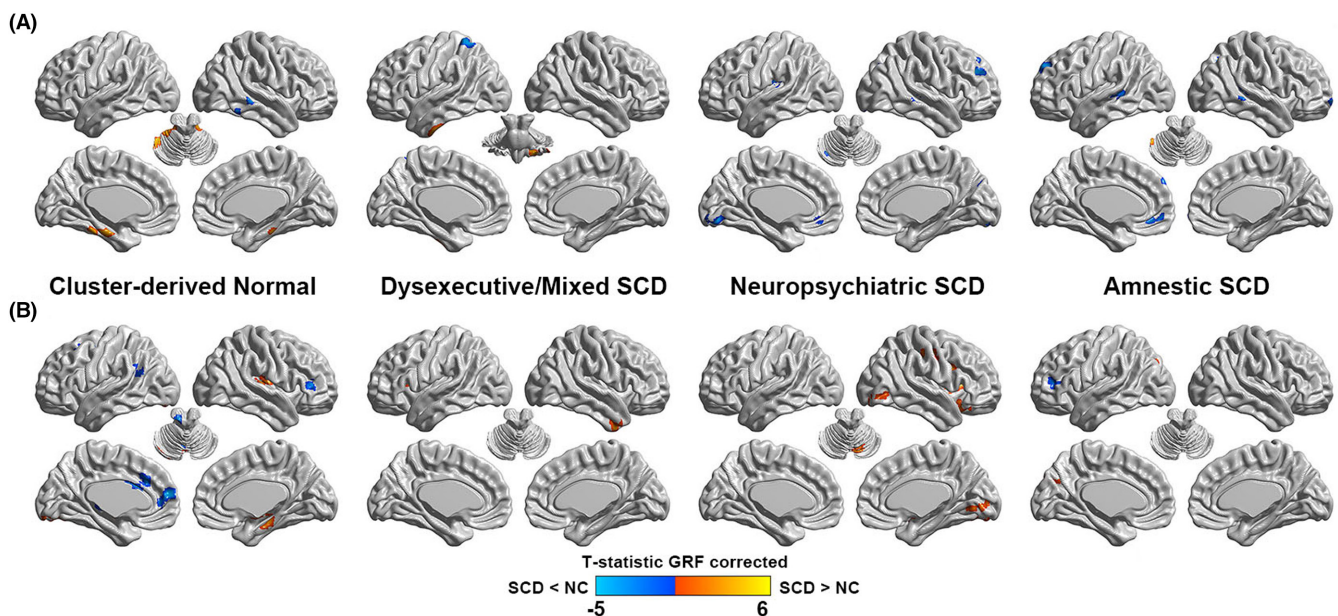 (A)
Cluster-derived Normal Dysexecutive/Mixed SCD Neuropsychiatric SCD Amnestic SCD
(B)
T-statistic GRF corrected
SCD < NC SCD > NC
-5 6